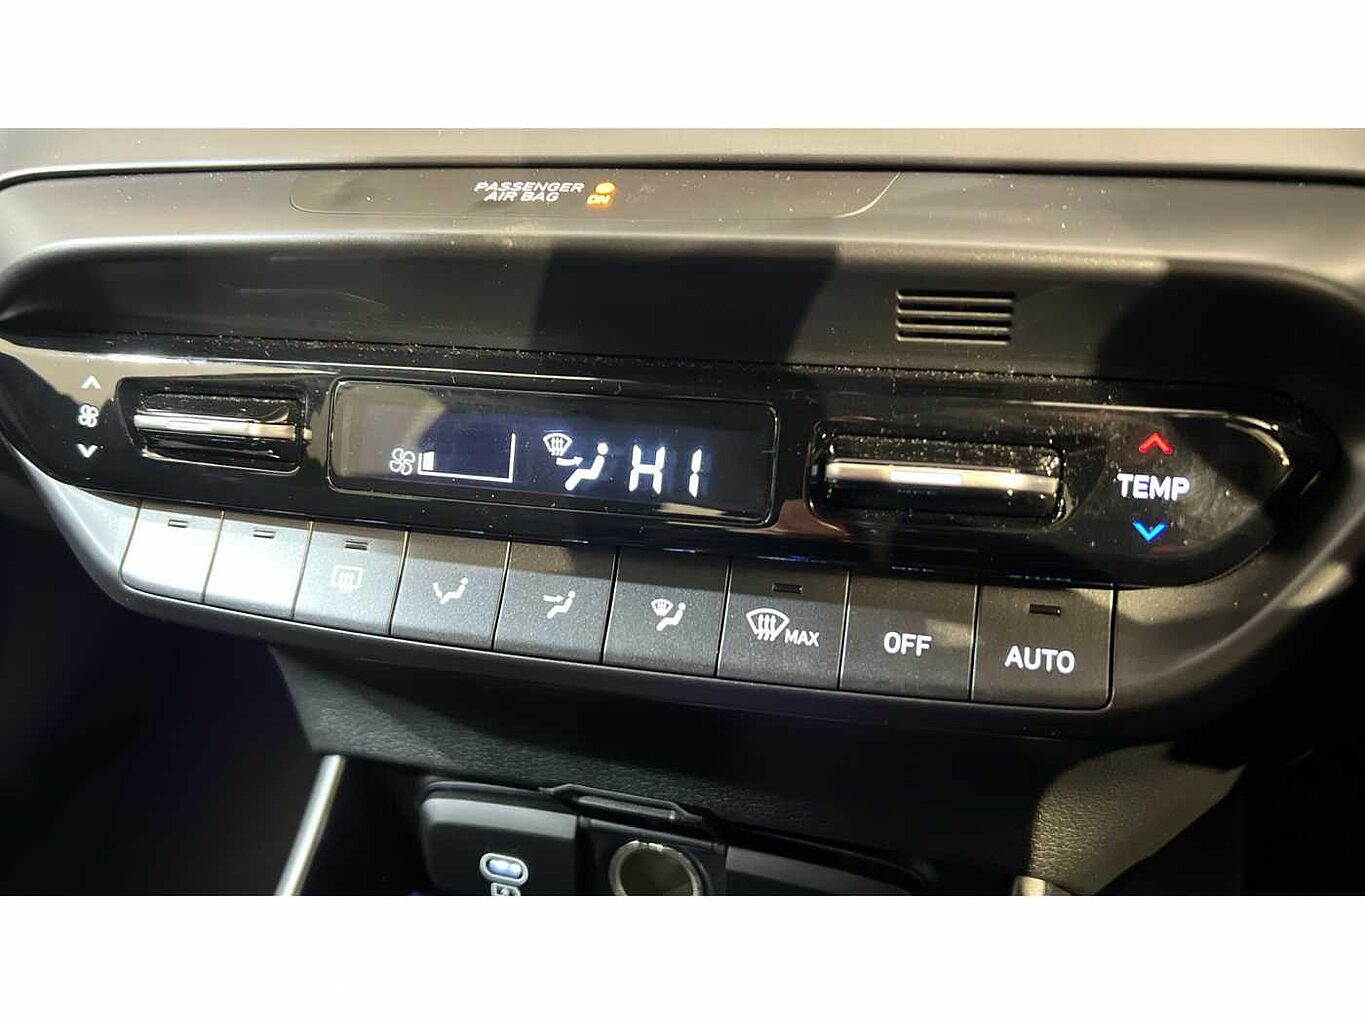 PASSENGER
AIR BAG ON
HI
TEMP
MAX
OFF
AUTO